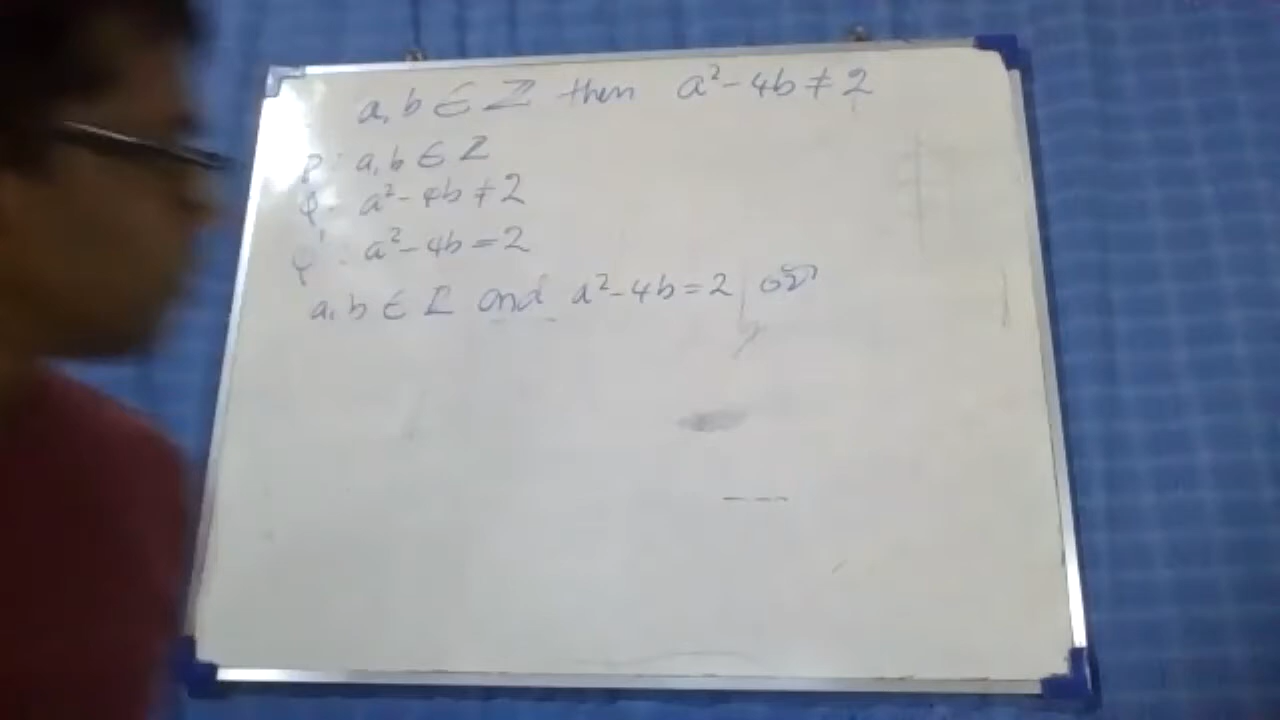 a, b ∈ ℤ then a² - 4b ≠ 2
P: a, b ∈ ℤ
φ: a² - 4b ≠ 2
: a² - 4b = 2
a, b ∈ ℤ and a² - 4b = 2